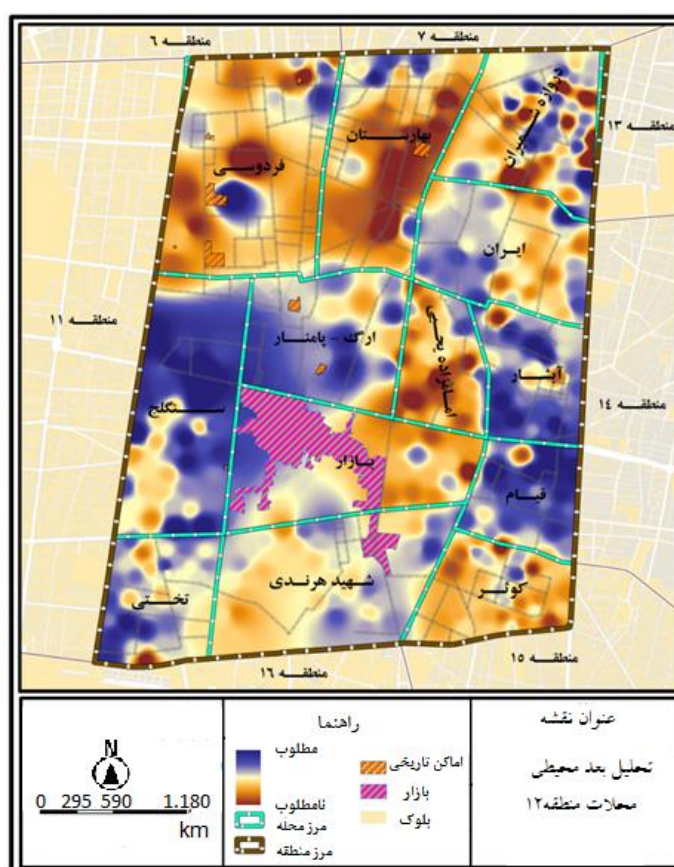 منطقه ۶
منطقه ۷
منطقه ۱۳
دروازه شمیران
بهارستان
فردوسی
ایران
منطقه ۱۱
ارگ - پامنار
امامزاده یحیی
آبشار
منطقه ۱۴
سنگلج
بازار
قیام
شهید هرندی
کوثر
تختی
منطقه ۱۶
منطقه ۱۵
عنوان نقشه
تحلیل بعد محیطی
محلات منطقه ۱۲
راهنما
مطلوب
نامطلوب
مرز محله
مرز منطقه
اماکن تاریخی
بازار
بلوک
N
0 295 590 1.180
km